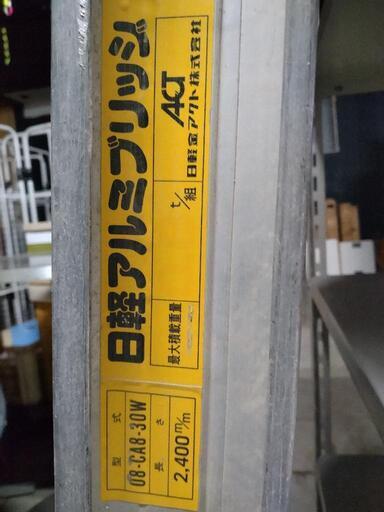 日軽アルミブリッジ
最大積載重量 t/組
ACT 日軽金アクト株式会社
型式 08-CA8-30W
長さ 2,400m/m